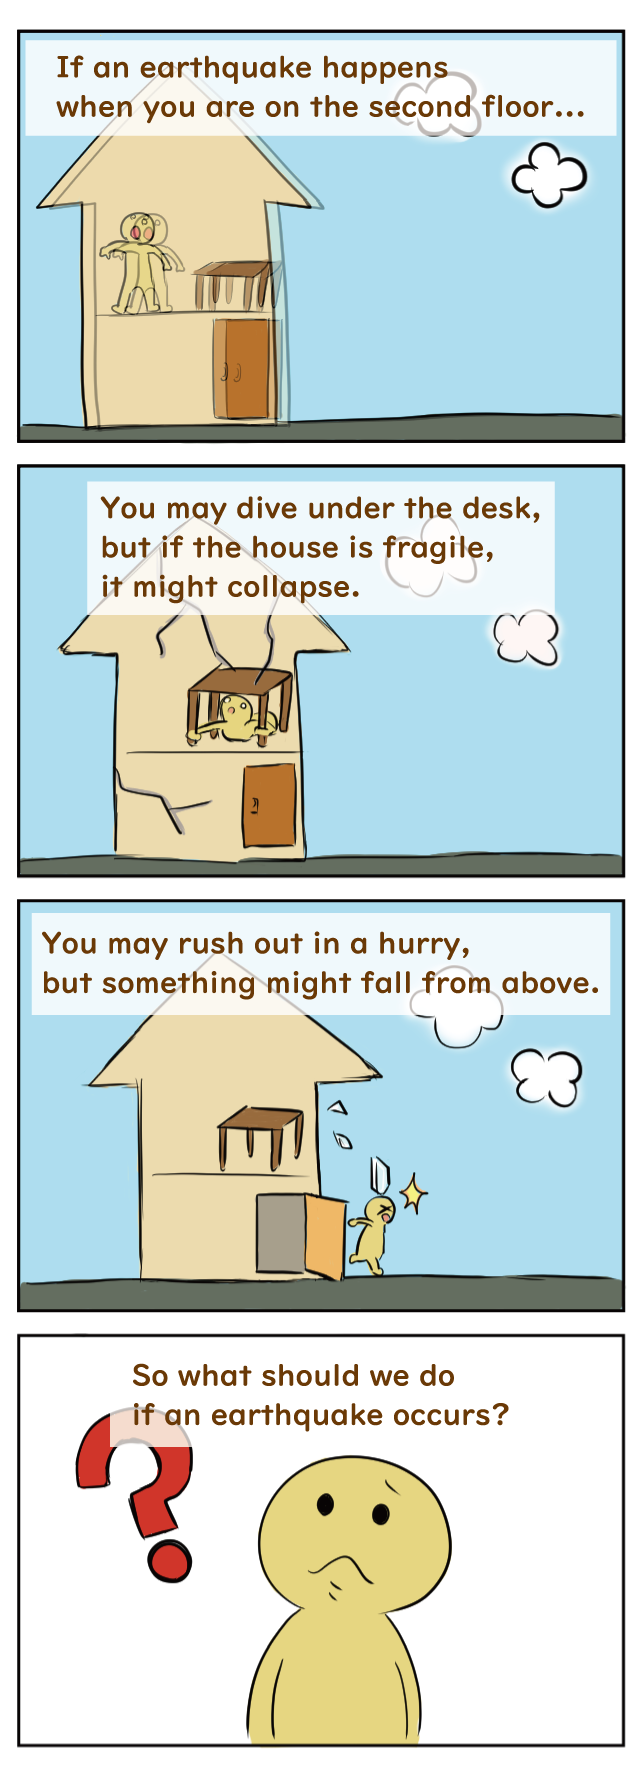 If an earthquake happens
when you are on the second floor...
You may dive under the desk,
but if the house is fragile,
it might collapse.
You may rush out in a hurry,
but something might fall from above.
So what should we do
if an earthquake occurs?